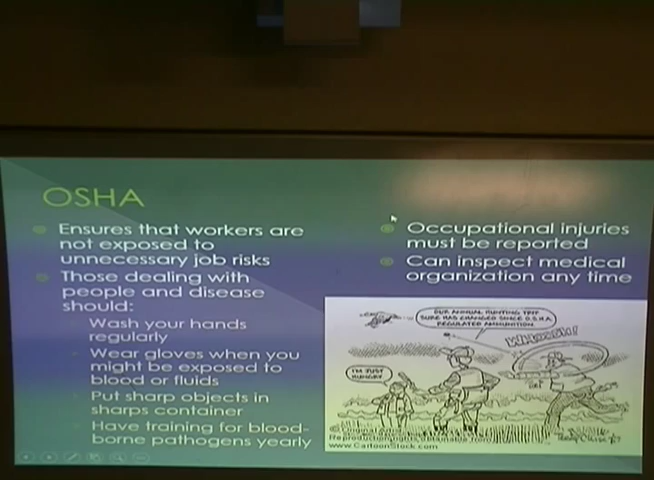 OSHA
Ensures that workers are
not exposed to
unnecessary job risks
Those dealing with
people and disease
should:
Wash your hands
regularly
Wear gloves when you
might be exposed to
blood or fluids
Put sharp objects in
sharps container
Have training for blood-
borne pathogens yearly
Occupational injuries
must be reported
Can inspect medical
organization any time
OUR ANNUAL HUNTING TRIP
SURE HAS CHANGED SINCE O.S.H.A.
REGULATED AMMUNITION.
WHOOSH!
I'M JUST
HUNGRY
www.CartoonStock.com